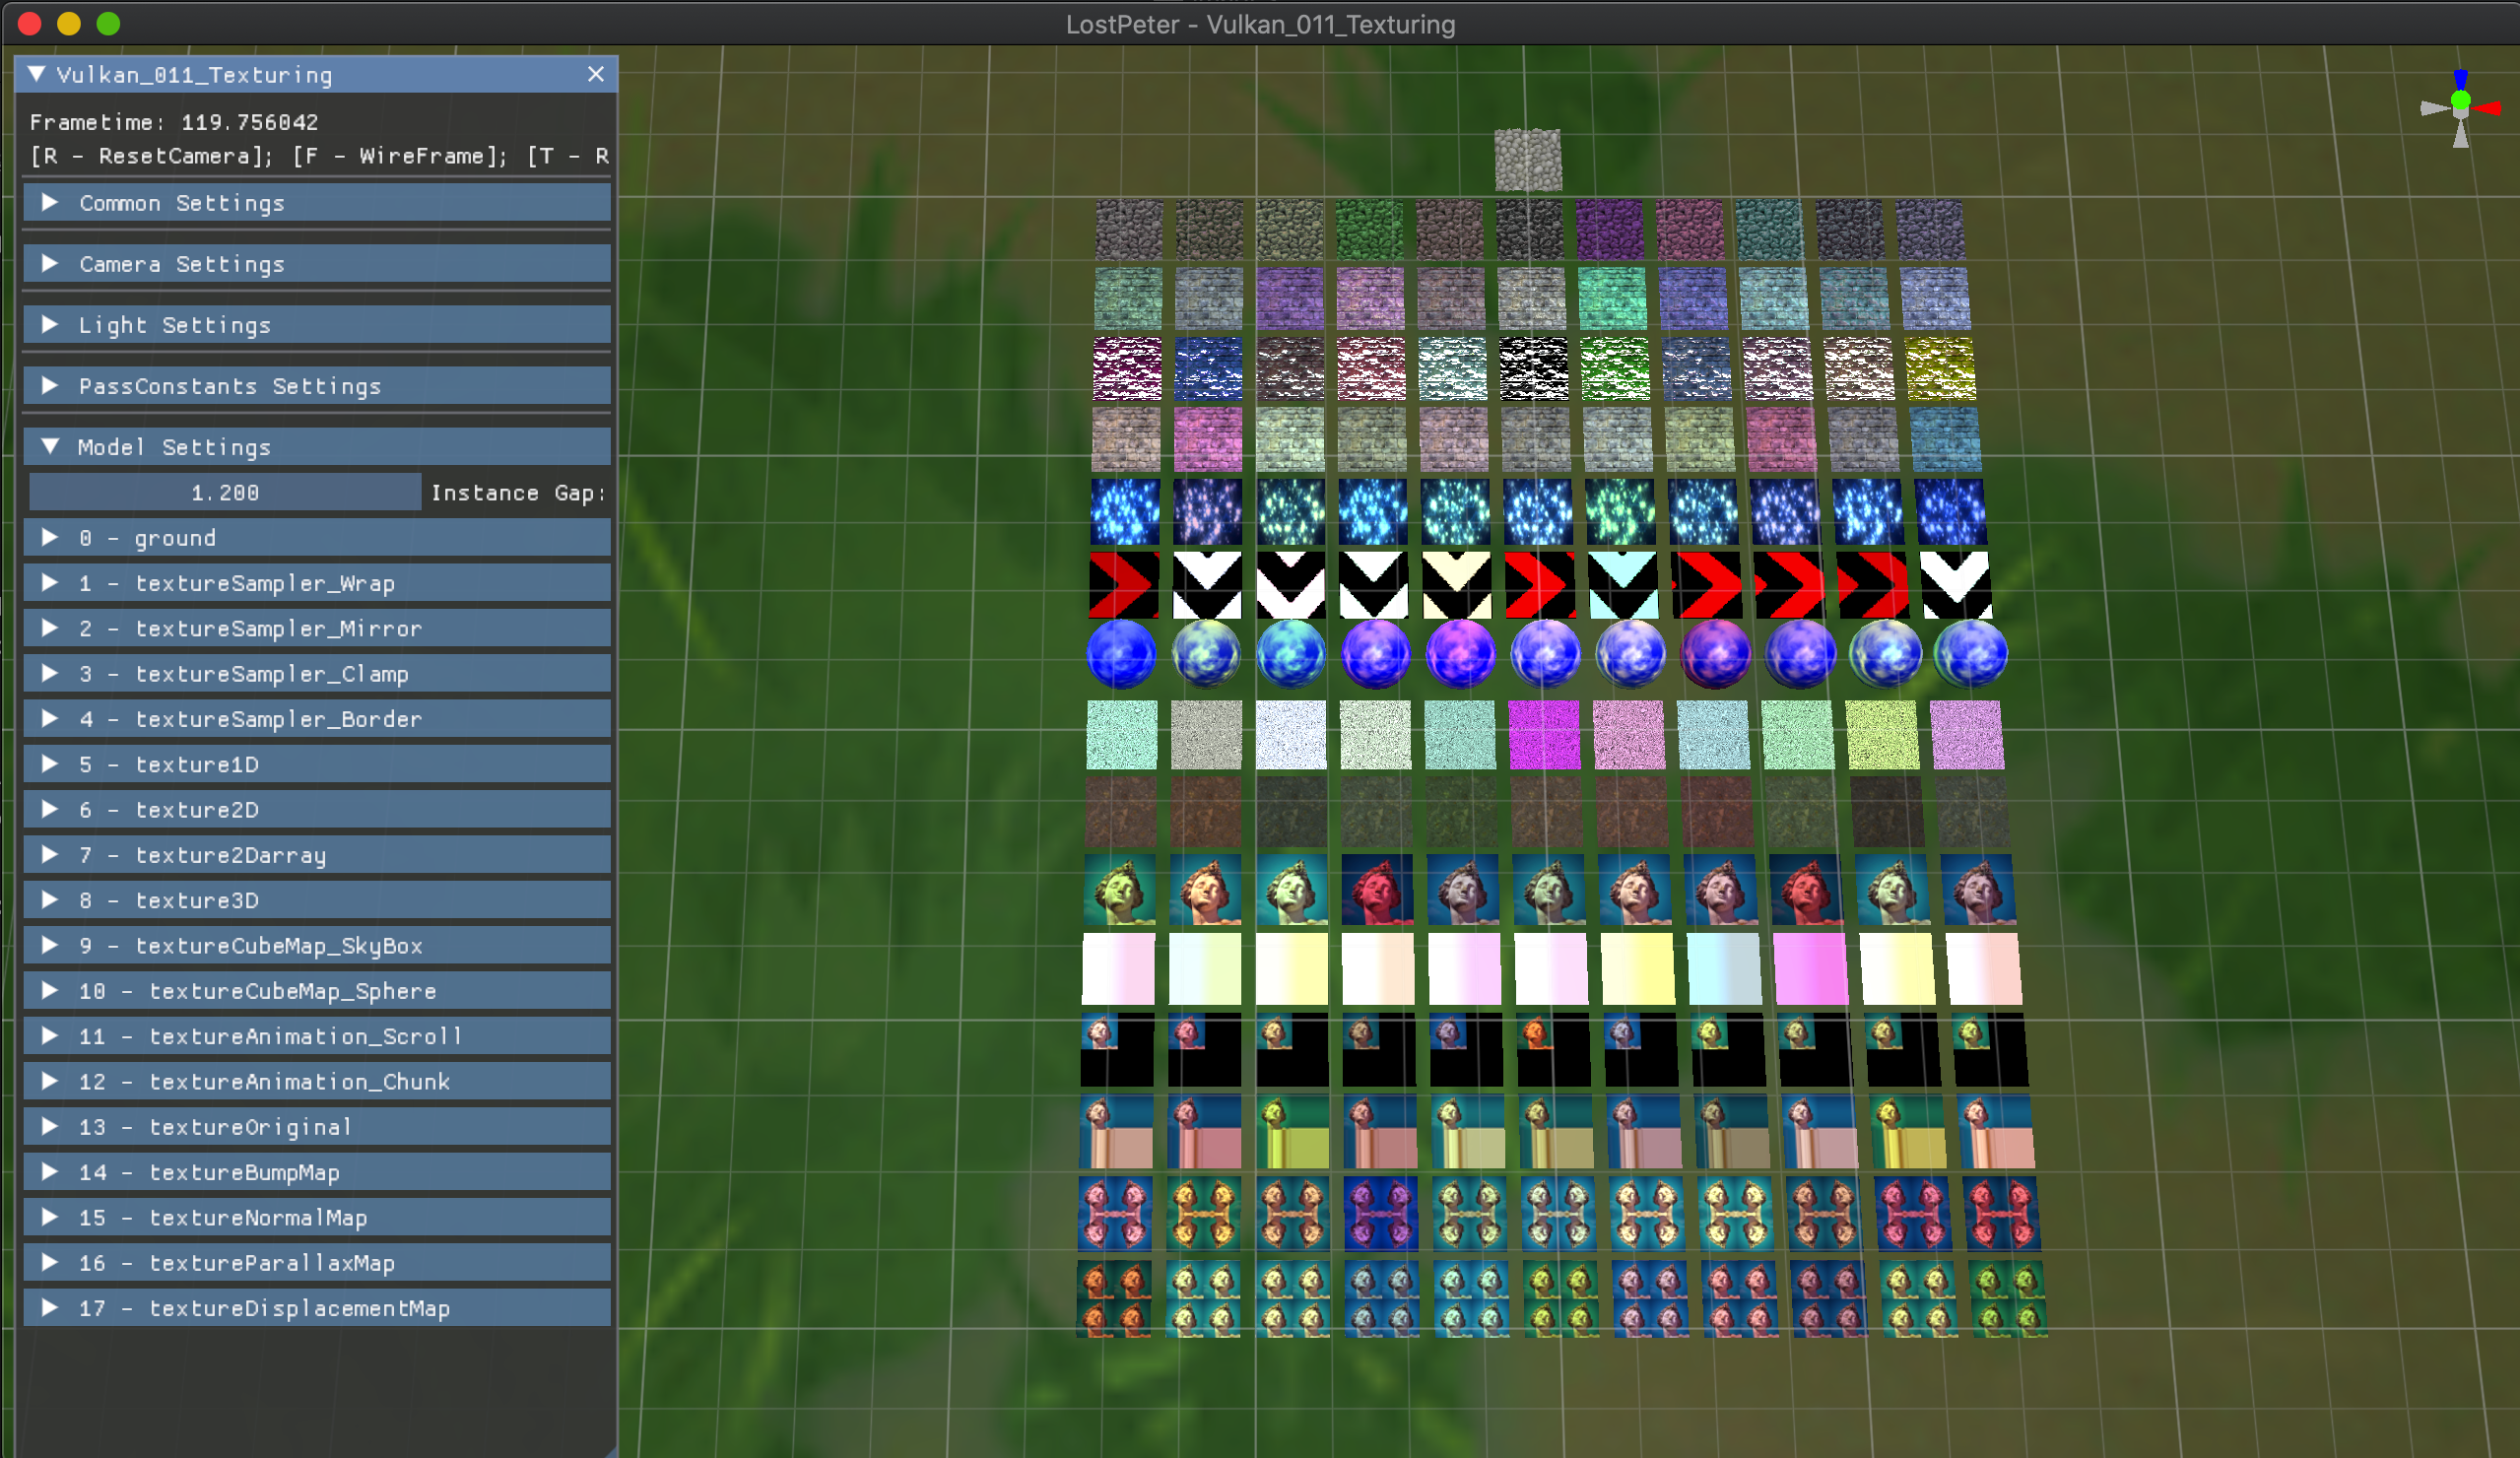 LostPeter - Vulkan_011_Texturing
Vulkan_011_Texturing
Frametime: 119.756042
[R - ResetCamera]; [F - WireFrame]; [T - R
Common Settings
Camera Settings
Light Settings
PassConstants Settings
Model Settings
1.200 Instance Gap:
0 - ground
1 - textureSampler_Wrap
2 - textureSampler_Mirror
3 - textureSampler_Clamp
4 - textureSampler_Border
5 - texture1D
6 - texture2D
7 - texture2Darray
8 - texture3D
9 - textureCubeMap_SkyBox
10 - textureCubeMap_Sphere
11 - textureAnimation_Scroll
12 - textureAnimation_Chunk
13 - textureOriginal
14 - textureBumpMap
15 - textureNormalMap
16 - textureParallaxMap
17 - textureDisplacementMap